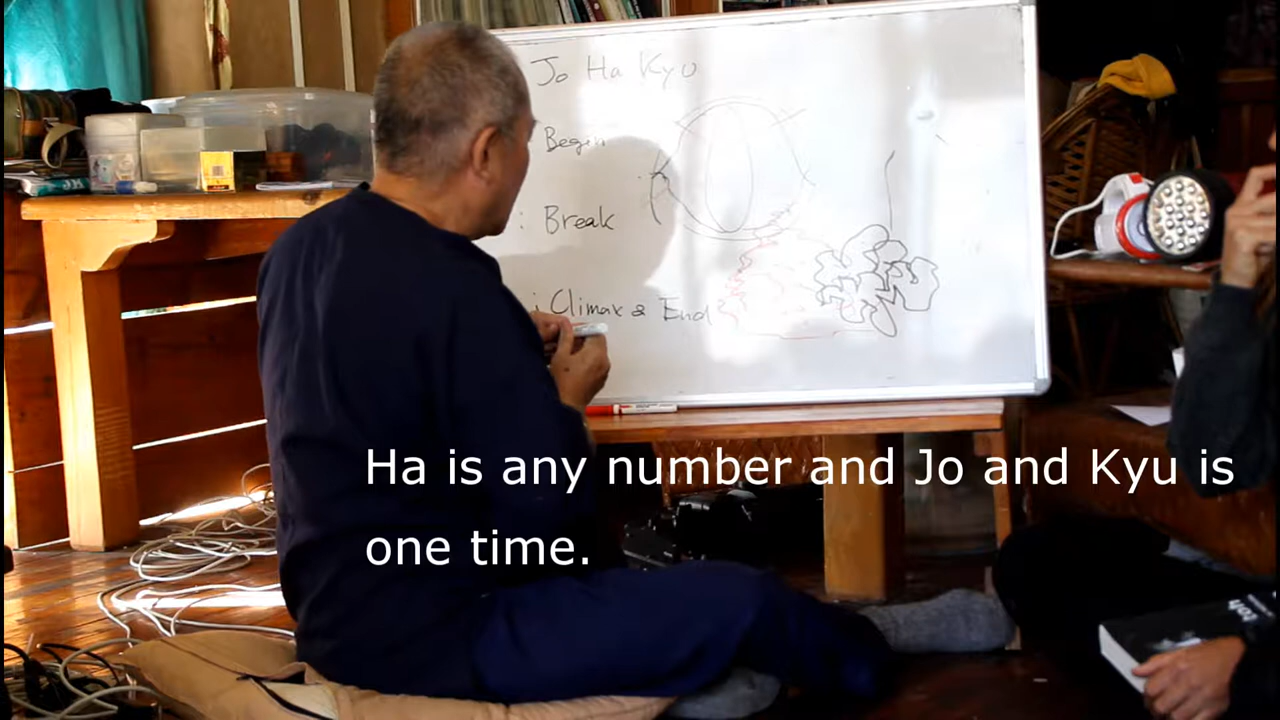 Jo Ha Kyu
Begin
: Break
: Climax & End
Ha is any number and Jo and Kyu is
one time.